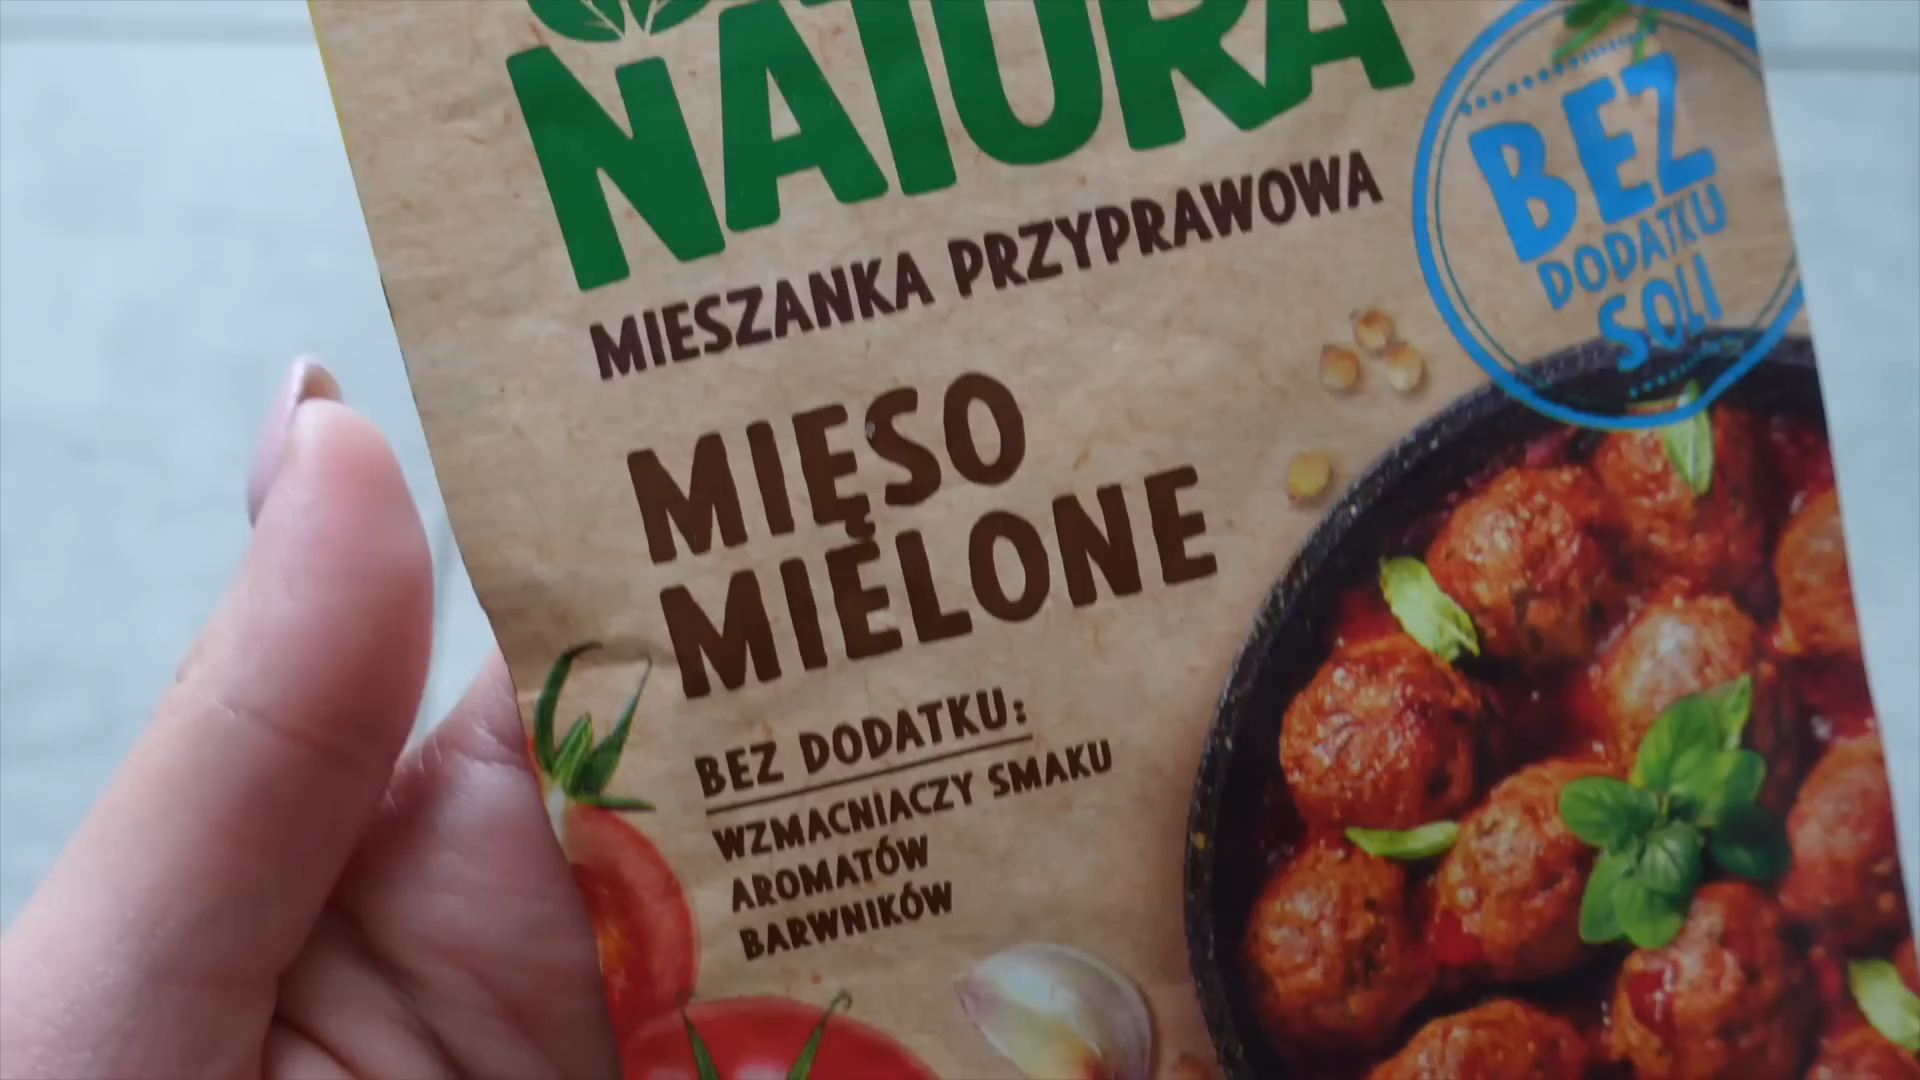 NATURA
MIESZANKA PRZYPRAWOWA
MIĘSO
MIELONE
BEZ DODATKU:
WZMACNIACZY SMAKU
AROMATÓW
BARWNIKÓW
BEZ
DODATKU
SOLI